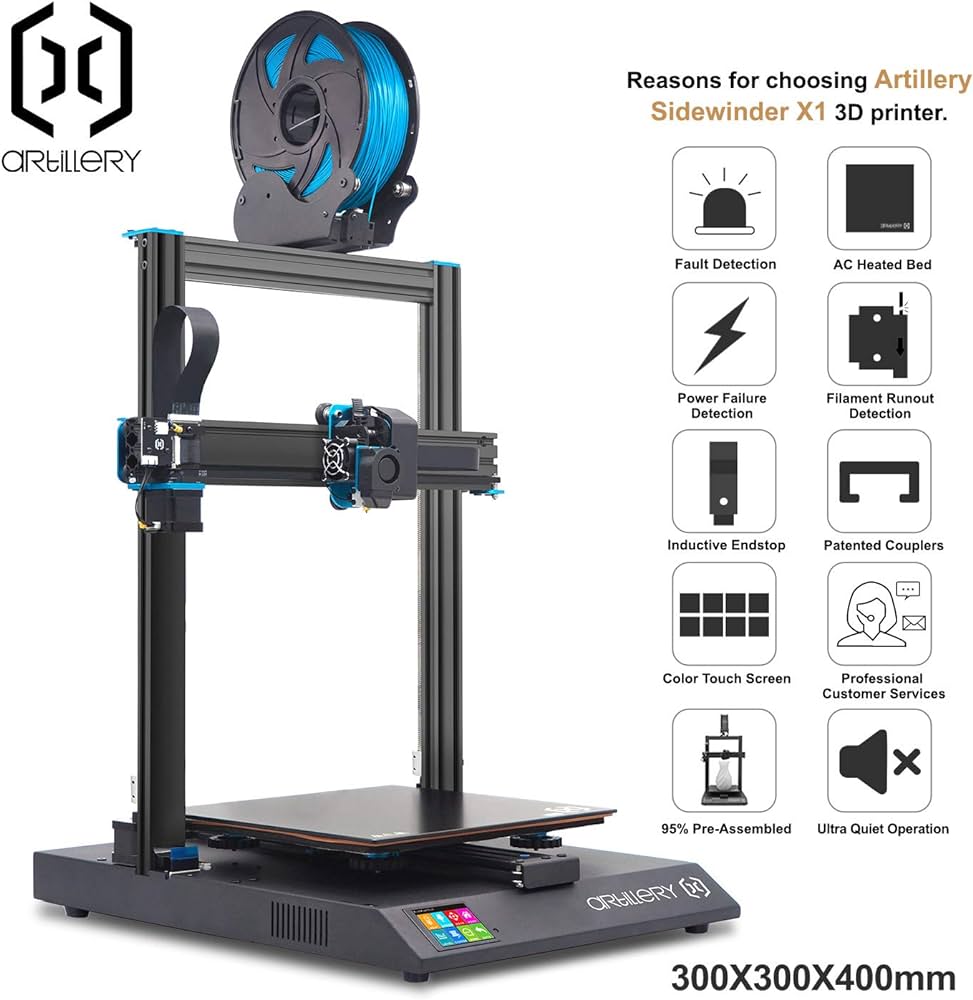 ARTILLERY
Reasons for choosing Artillery
Sidewinder X1 3D printer.
Fault Detection
AC Heated Bed
Power Failure
Detection
Filament Runout
Detection
Inductive Endstop
Patented Couplers
Color Touch Screen
Professional
Customer Services
95% Pre-Assembled
Ultra Quiet Operation
ARTILLERY
300X300X400mm